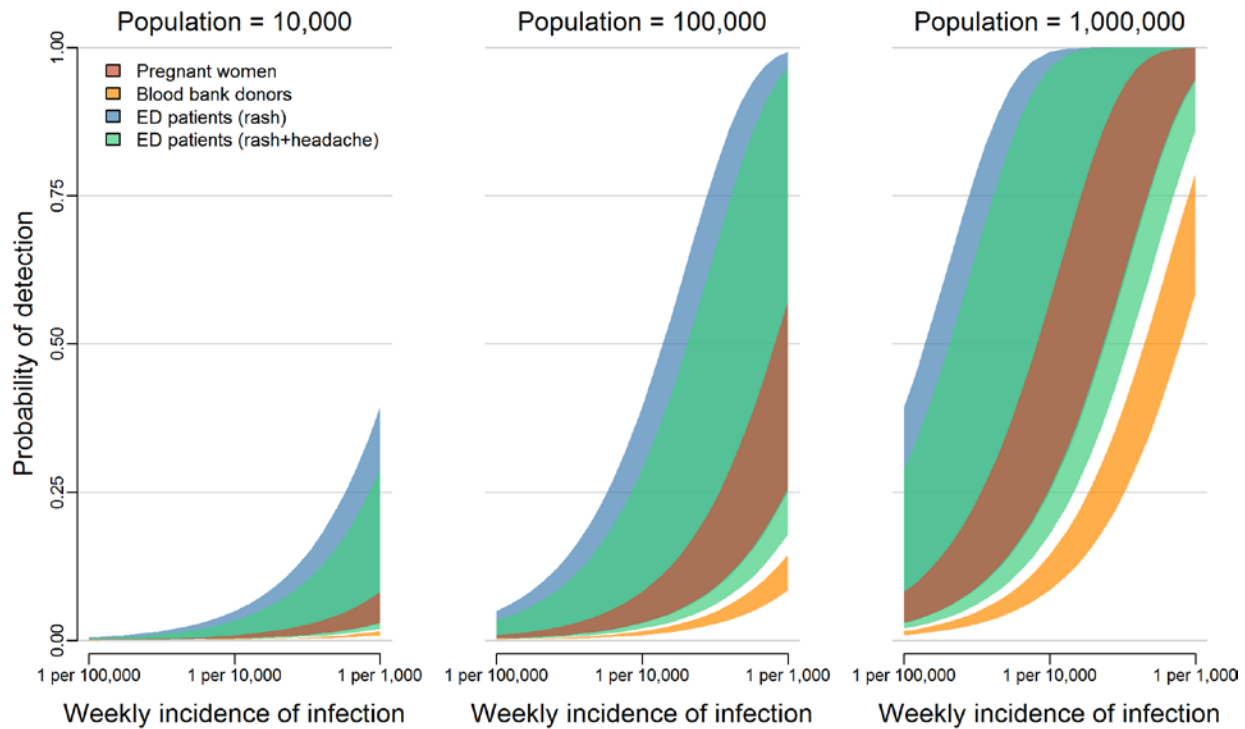 Population = 10,000
Population = 100,000
Population = 1,000,000
Probability of detection
1.00
0.75
0.50
0.25
0.00
Pregnant women
Blood bank donors
ED patients (rash)
ED patients (rash+headache)
1 per 100,000
1 per 10,000
1 per 1,000
1 per 100,000
1 per 10,000
1 per 1,000
1 per 100,000
1 per 10,000
1 per 1,000
Weekly incidence of infection
Weekly incidence of infection
Weekly incidence of infection